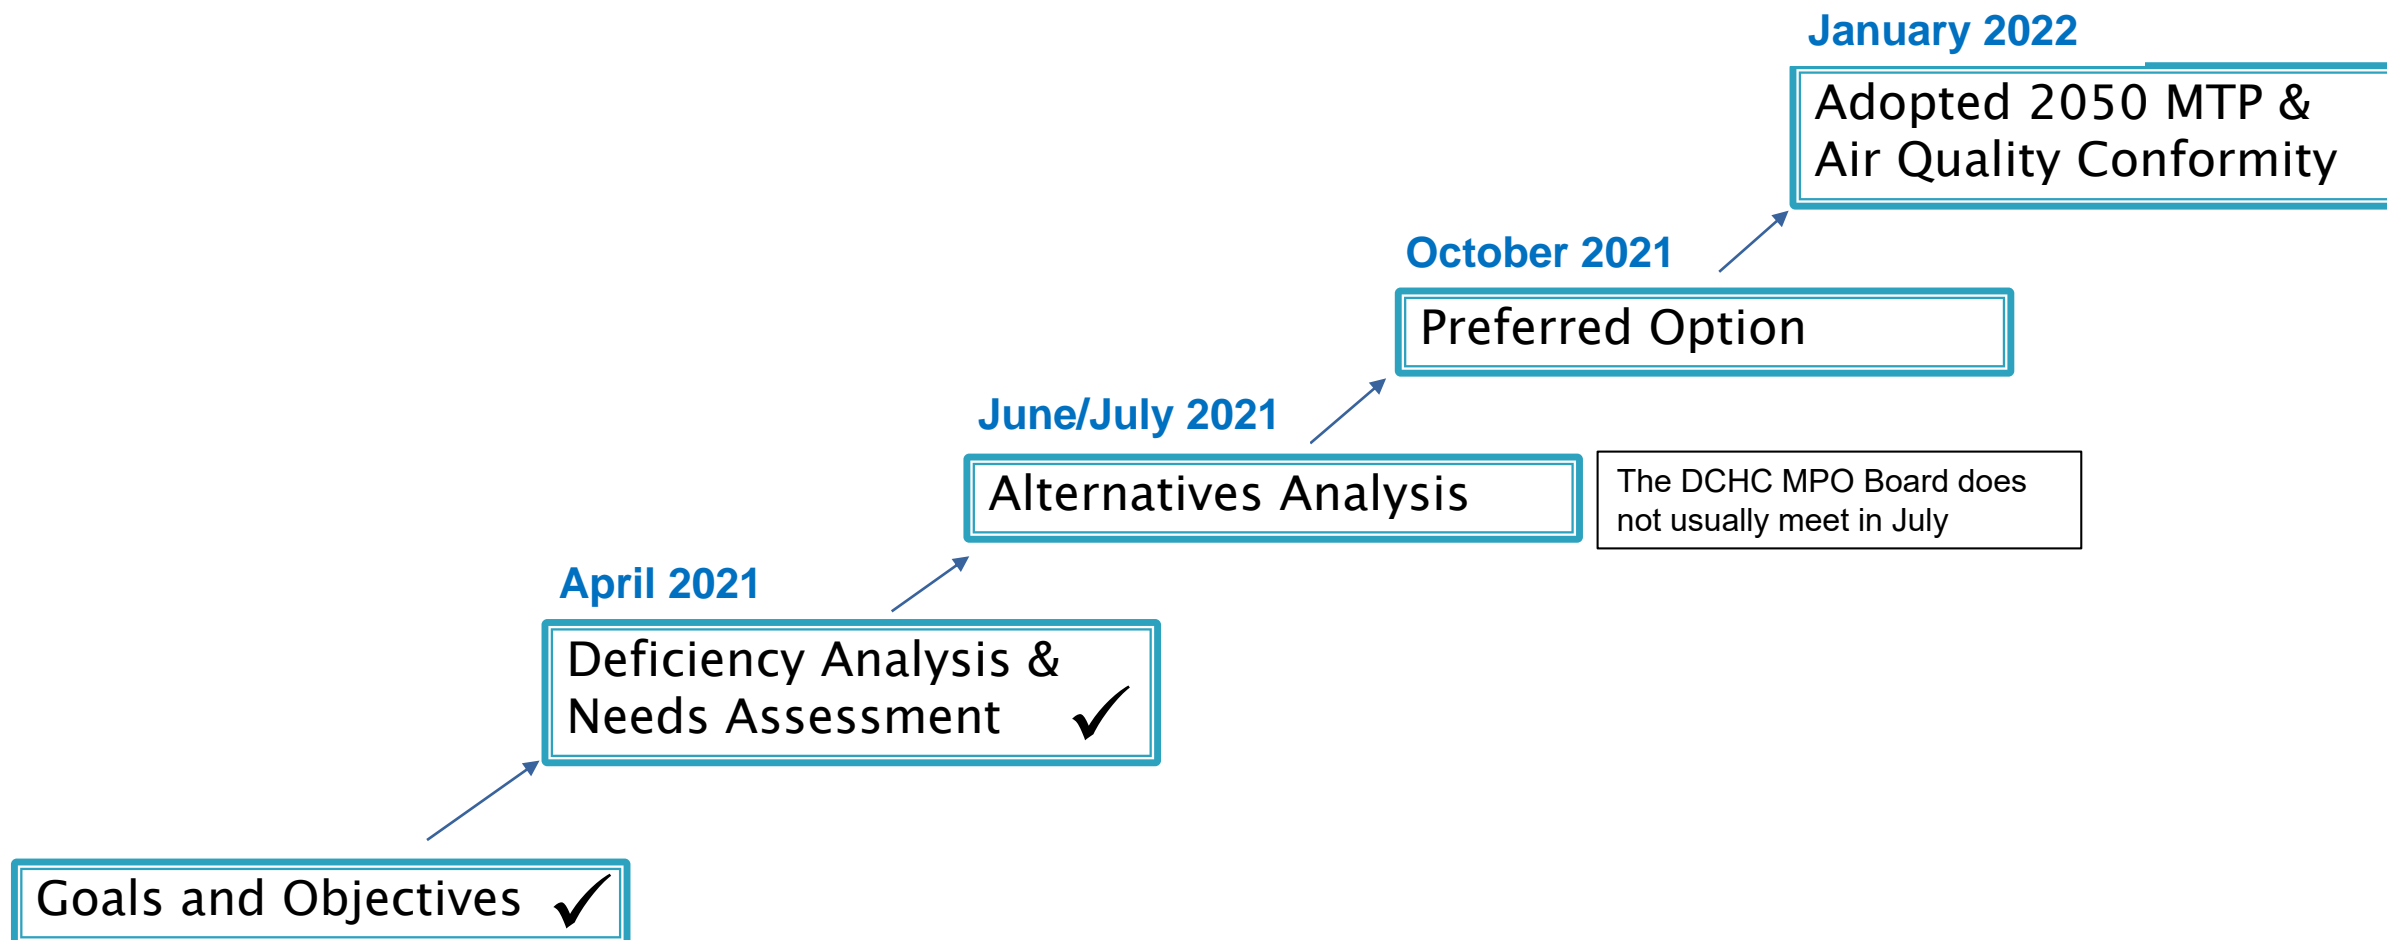 January 2022
Adopted 2050 MTP &
Air Quality Conformity
October 2021
Preferred Option
June/July 2021
Alternatives Analysis
The DCHC MPO Board does
not usually meet in July
April 2021
Deficiency Analysis &
Needs Assessment ✓
Goals and Objectives ✓